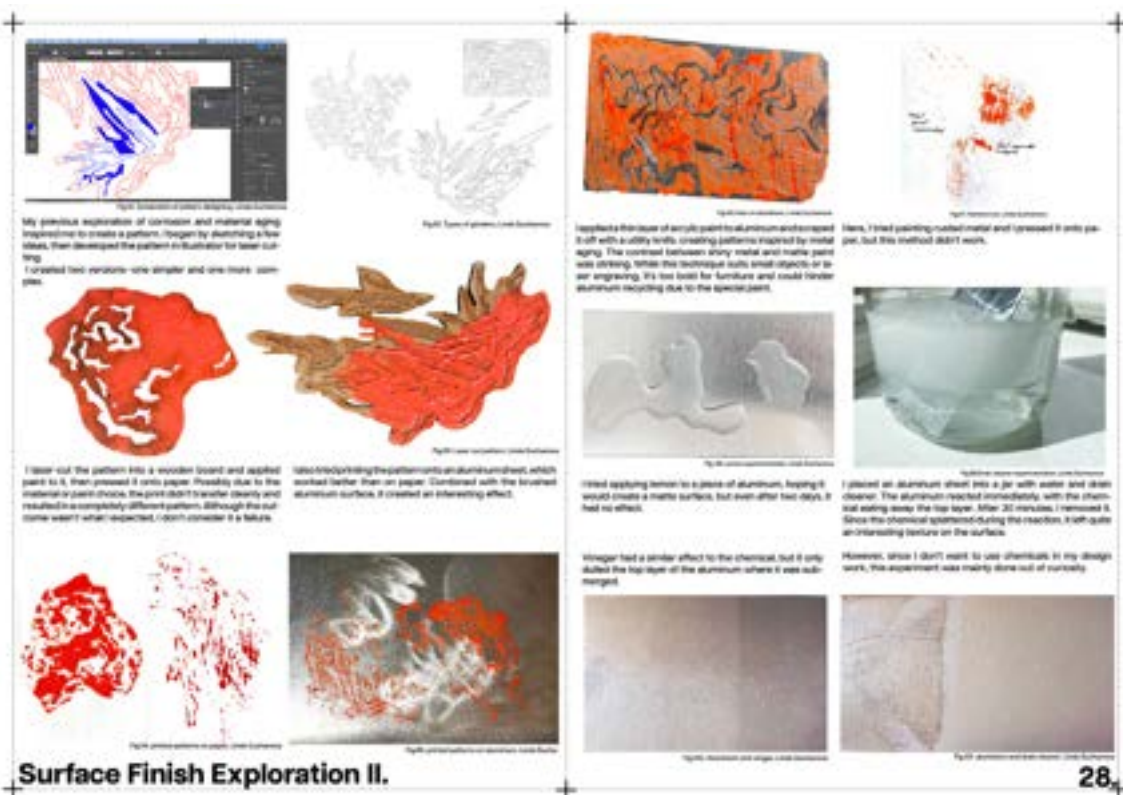 My previous exploration of corrosion and material aging
inspired me to create a pattern. I began by sketching a few
ideas, then developed the pattern in Illustrator for laser cut-
ting.
I created two versions-one simpler and one more com-
plex.
I laser-cut the pattern into a wooden board and applied
paint to it, then pressed it onto paper. Possibly due to the
material or paint choice, the print didn't transfer cleanly and
resulted in a completely different pattern. Although the out-
come wasn't what I expected, I don't consider it a failure.
I also tried printing the pattern onto an aluminum sheet, which
worked better than on paper. Combined with the brushed
aluminum surface, it created an interesting effect.
Surface Finish Exploration II.
I applied a thin layer of acrylic paint to aluminum and scraped
it off with a utility knife, creating patterns inspired by metal
aging. The contrast between shiny metal and matte paint
was striking. While this technique suits small objects or la-
ser engraving, it's too bold for furniture and could hinder
aluminum recycling due to the special paint.
Here, I tried painting rusted metal and I pressed it onto pa-
per, but this method didn't work.
I tried applying lemon to a piece of aluminum, hoping it
would create a matte surface, but even after two days, it
had no effect.
I placed an aluminum sheet into a jar with water and drain
cleaner. The aluminum reacted immediately, with the chem-
ical eating away the top layer. After 20 minutes, I removed it.
Since the chemical splattered during the reaction, it left quite
an interesting texture on the surface.
Vinegar had a similar effect to the chemical, but it only
dulled the top layer of the aluminum where it was sub-
merged.
However, since I don't want to use chemicals in my design
work, this experiment was mainly done out of curiosity.
28